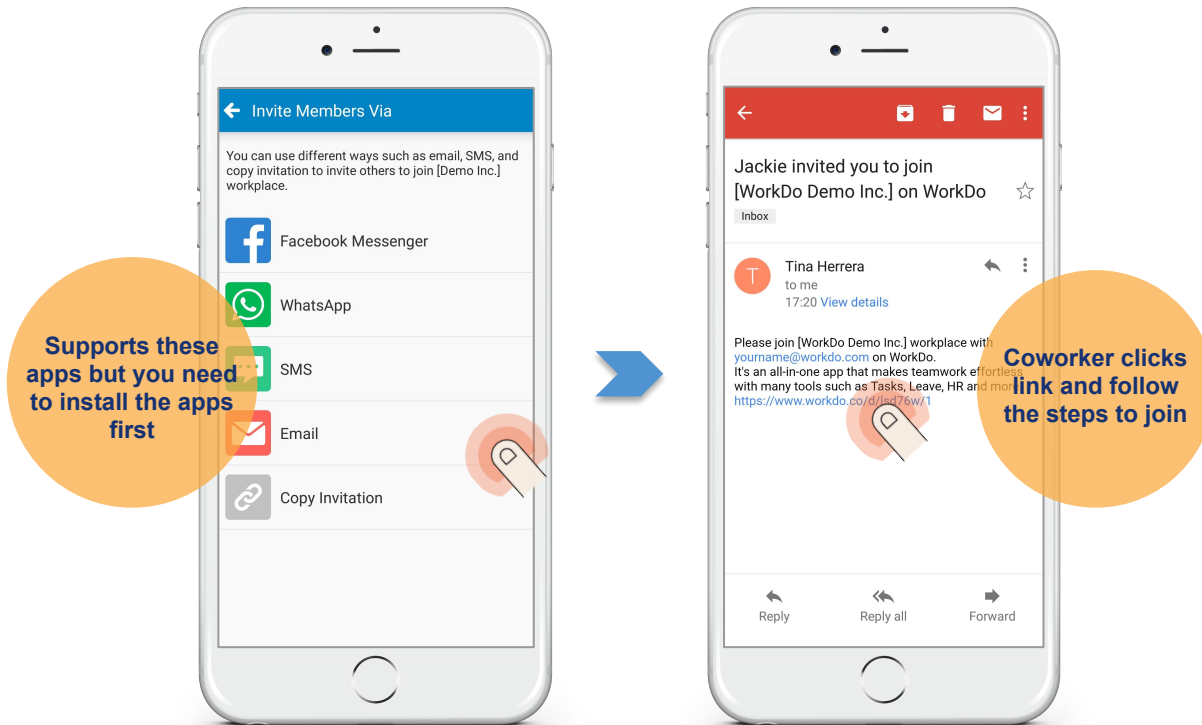 Invite Members Via
You can use different ways such as email, SMS, and
copy invitation to invite others to join [Demo Inc.]
workplace.
Facebook Messenger
WhatsApp
SMS
Email
Copy Invitation
Supports these
apps but you need
to install the apps
first
Jackie invited you to join
[WorkDo Demo Inc.] on WorkDo
Inbox
T
Tina Herrera
to me
17:20 View details
Please join [WorkDo Demo Inc.] workplace with
yourname@workdo.com on WorkDo.
It's an all-in-one app that makes teamwork effortless
with many tools such as Tasks, Leave, HR and more
https://www.workdo.co/d/lsd76w/1
Reply
Reply all
Forward
Coworker clicks
link and follow
the steps to join